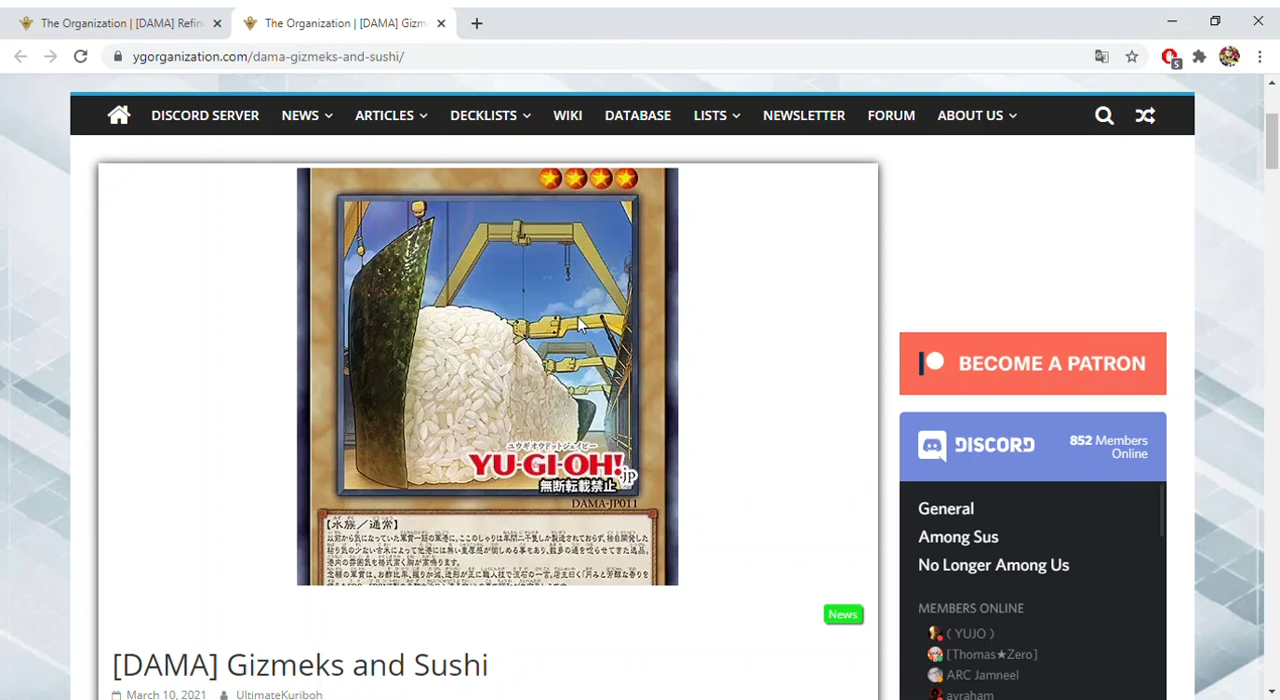 The Organization | [DAMA] Refin
The Organization | [DAMA] Gizm
ygorganization.com/dama-gizmeks-and-sushi/
5
DISCORD SERVER
NEWS
ARTICLES
DECKLISTS
WIKI
DATABASE
LISTS
NEWSLETTER
FORUM
ABOUT US
ユウギオウドットジェイピー
YU-GI-OH!.jp
無断転載禁止
DAMA-JP011
【水族／通常】
News
[DAMA] Gizmeks and Sushi
March 10, 2021
UltimateKuriboh
BECOME A PATRON
DISCORD
852 Members
Online
General
Among Sus
No Longer Among Us
MEMBERS ONLINE
( YUJO )
[Thomas★Zero]
ARC Jamneel
avraham